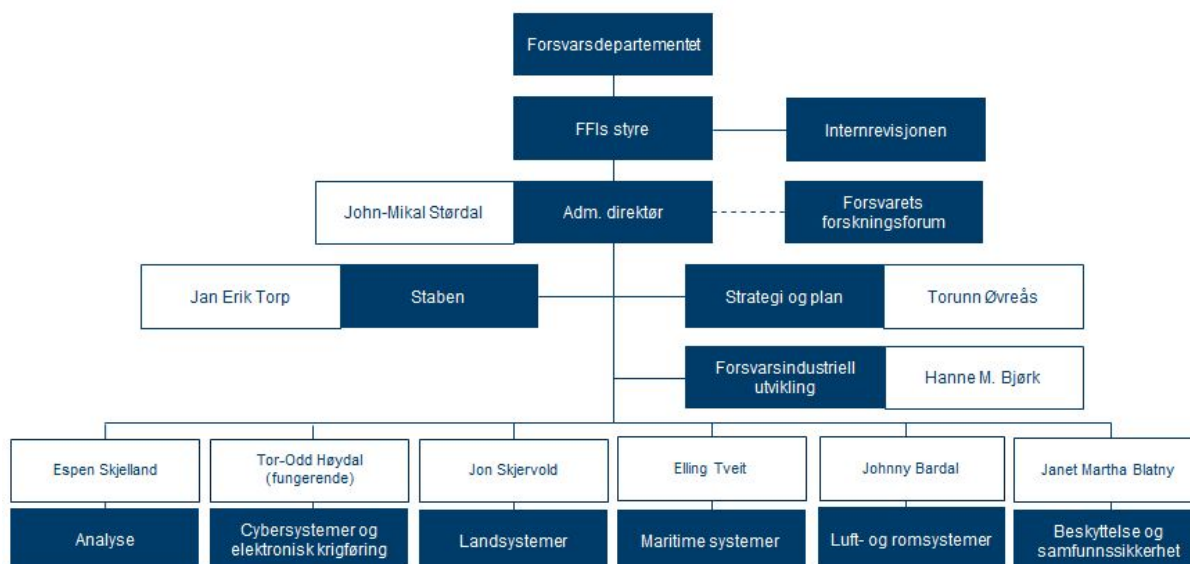 Forsvarsdepartementet
FFIs styre
Internrevisjonen
John-Mikal Størdal
Adm. direktør
Forsvarets
forskningsforum
Jan Erik Torp
Staben
Strategi og plan
Torunn Øvreås
Forsvarsindustriell
utvikling
Hanne M. Bjørk
Espen Skjelland
Tor-Odd Høydal
(fungerende)
Jon Skjervold
Elling Tveit
Johnny Bardal
Janet Martha Blatny
Analyse
Cybersystemer og
elektronisk krigføring
Landsystemer
Maritime systemer
Luft- og romsystemer
Beskyttelse og
samfunnssikkerhet